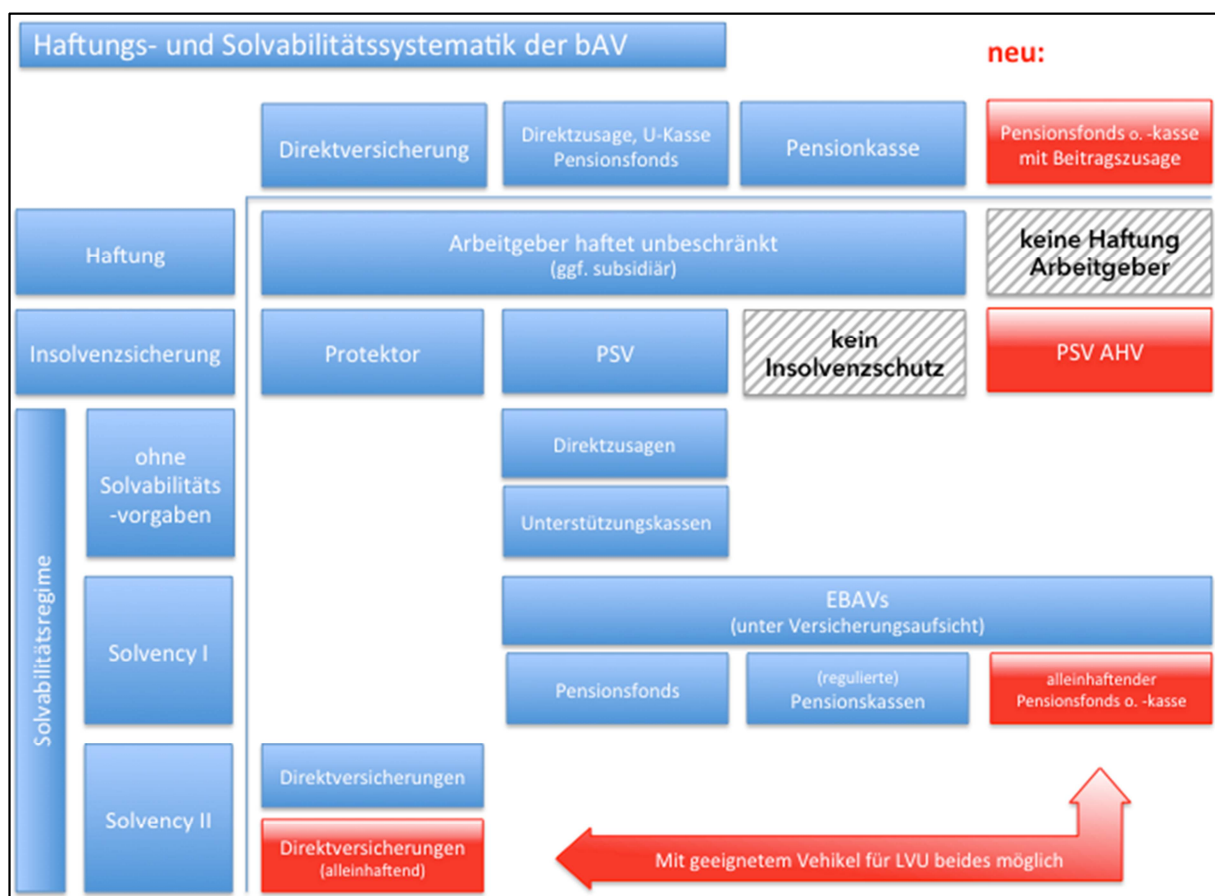 Haftungs- und Solvabilitätssystematik der bAV
neu:
Direktversicherung
Direktzusage, U-Kasse
Pensionsfonds
Pensionkasse
Pensionsfonds o. -kasse
mit Beitragszusage
Haftung
Arbeitgeber haftet unbeschränkt
(ggf. subsidiär)
keine Haftung
Arbeitgeber
Insolvenzsicherung
Protektor
PSV
kein
Insolvenzschutz
PSV AHV
Solvabilitätsregime
ohne
Solvabilitäts
-vorgaben
Direktzusagen
Unterstützungskassen
Solvency I
EBAVs
(unter Versicherungsaufsicht)
Pensionsfonds
(regulierte)
Pensionskassen
alleinhaftender
Pensionsfonds o. -kasse
Solvency II
Direktversicherungen
Direktversicherungen
(alleinhaftend)
Mit geeignetem Vehikel für LVU beides möglich